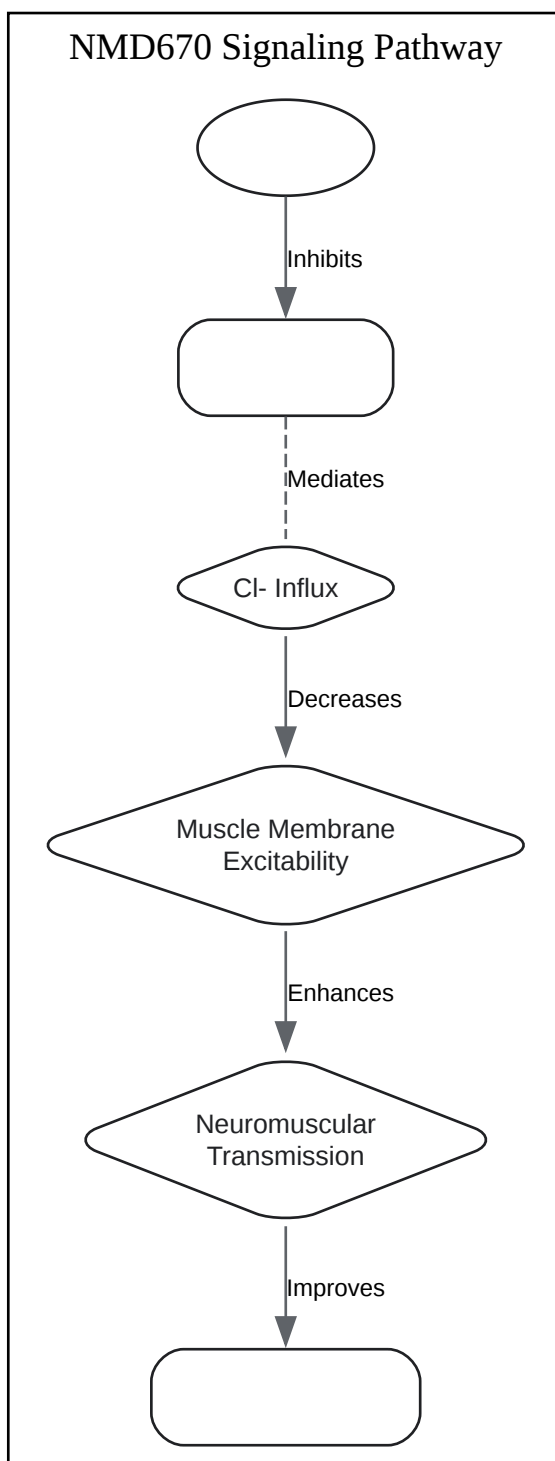 NMD670 Signaling Pathway
Inhibits
Mediates
Cl- Influx
Decreases
Muscle Membrane
Excitability
Enhances
Neuromuscular
Transmission
Improves